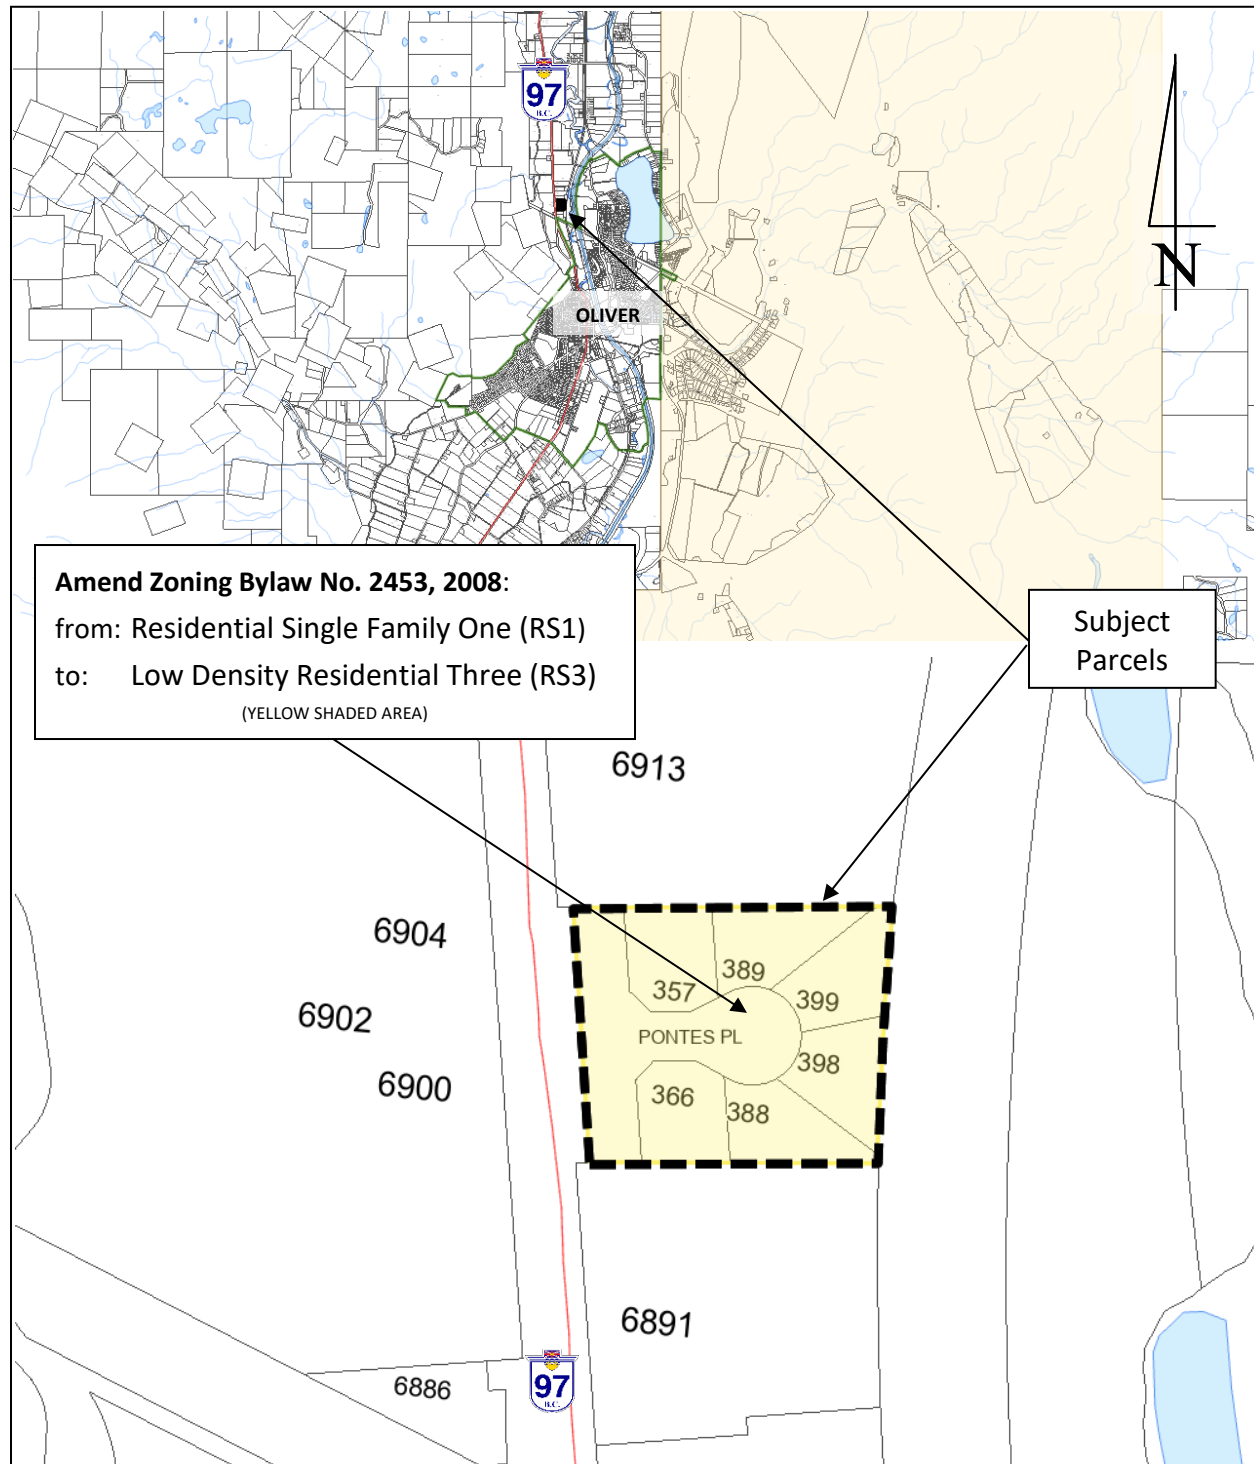 97
B.C.
N
OLIVER
Amend Zoning Bylaw No. 2453, 2008:
from: Residential Single Family One (RS1)
to: Low Density Residential Three (RS3)
(YELLOW SHADED AREA)
Subject
Parcels
6913
6904
6902
6900
389
357
399
PONTES PL
398
366
388
6891
6886
97
B.C.